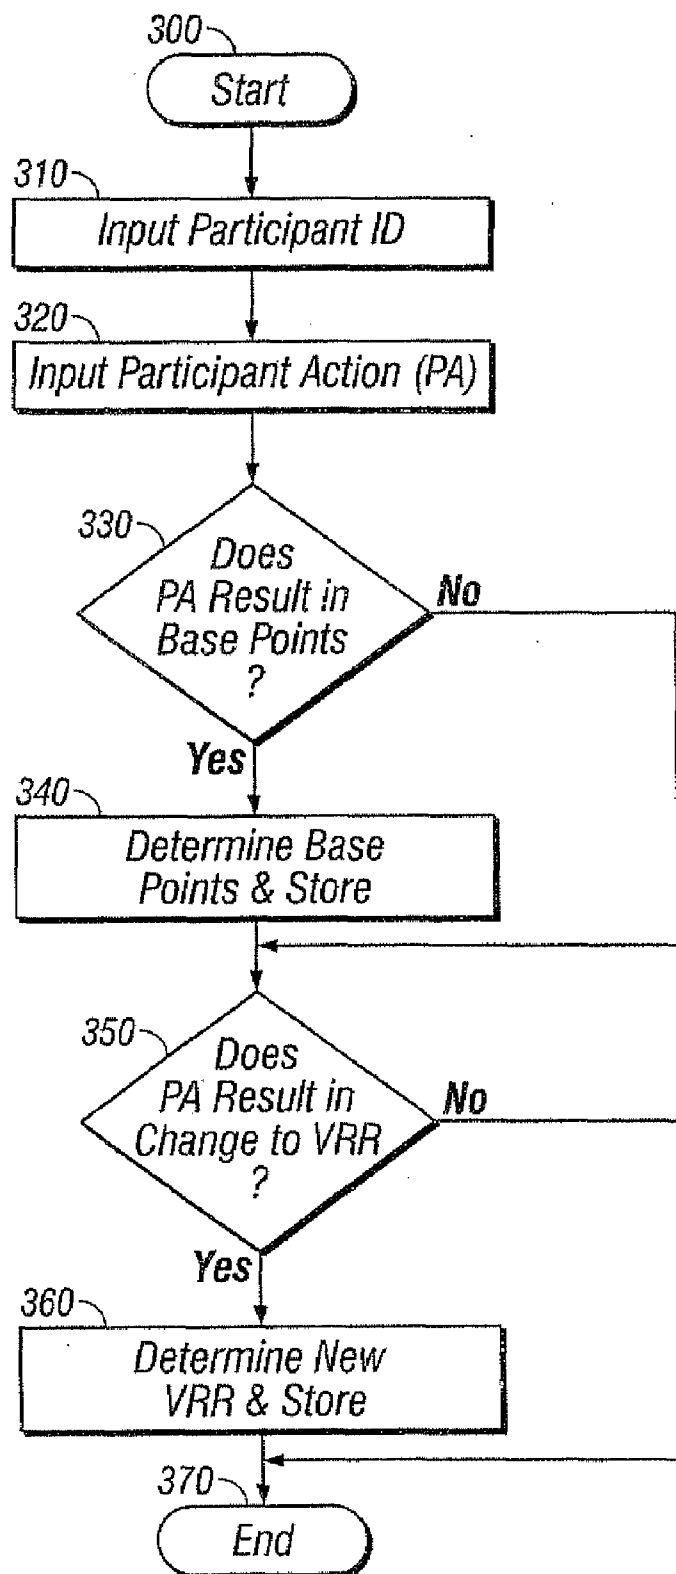 300
Start
310
Input Participant ID
320
Input Participant Action (PA)
330
Does
PA Result in
Base Points
?
No
Yes
340
Determine Base
Points & Store
350
Does
PA Result in
Change to VRR
?
No
Yes
360
Determine New
VRR & Store
370
End